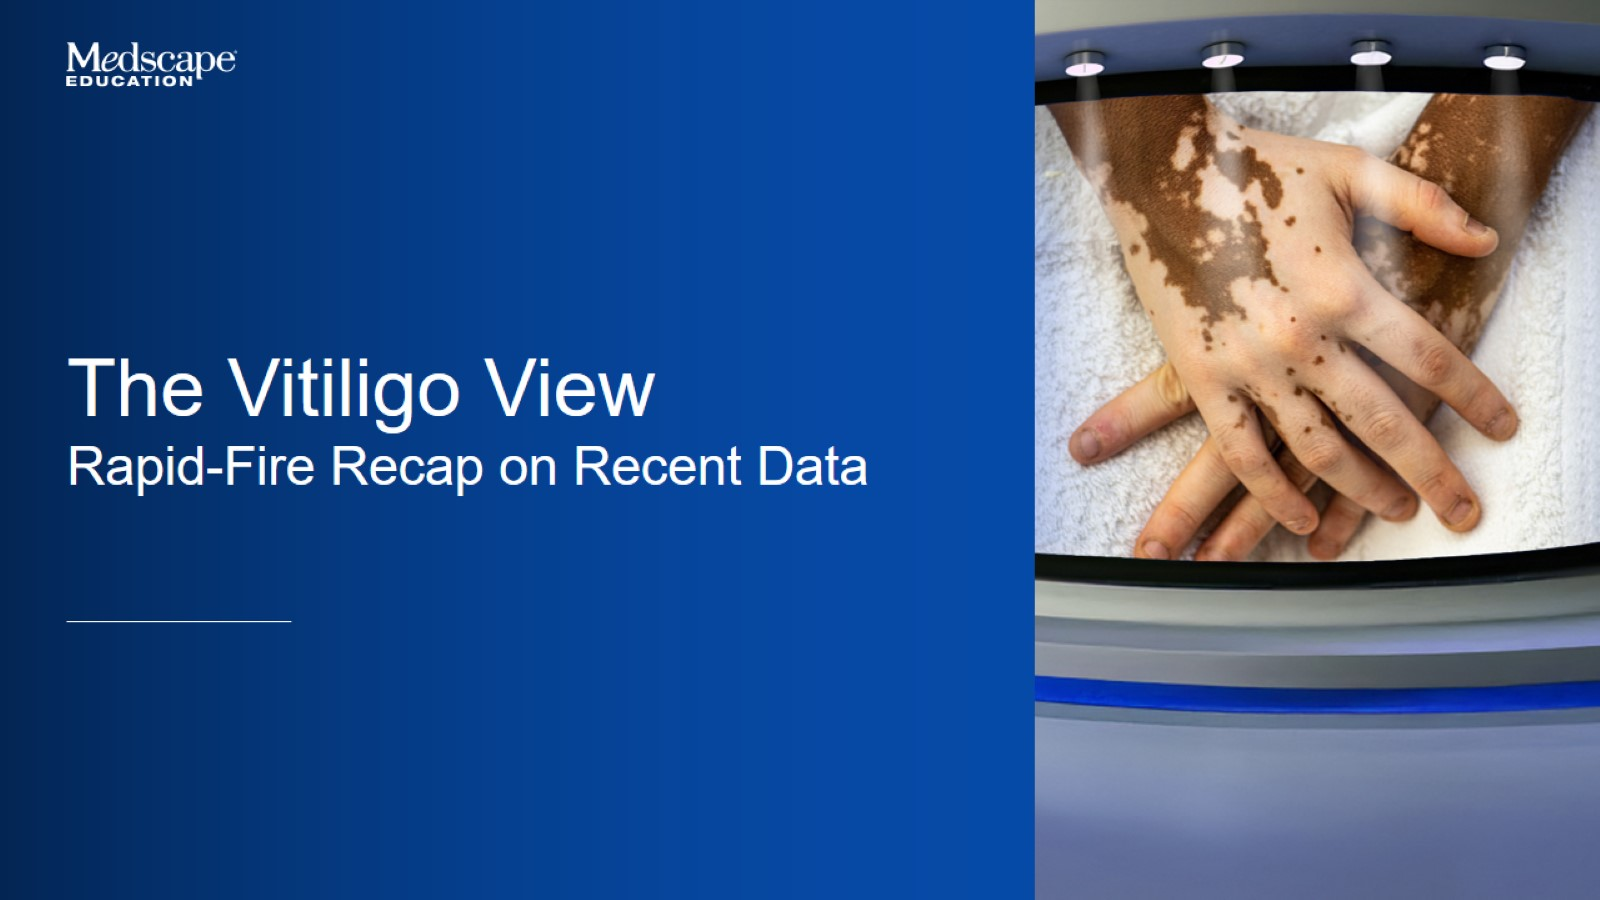 Medscape
EDUCATION
The Vitiligo View
Rapid-Fire Recap on Recent Data